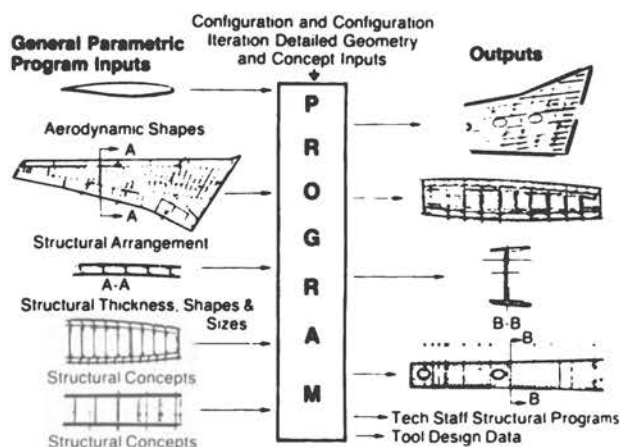 Configuration and Configuration
Iteration Detailed Geometry
and Concept Inputs
General Parametric
Program Inputs
Outputs
PROGRAM
Aerodynamic Shapes
A
A
Structural Arrangement
A-A
Structural Thickness, Shapes &
Sizes
Structural Concepts
Structural Concepts
B-B
B
B
Tech Staff Structural Programs
Tool Design Data